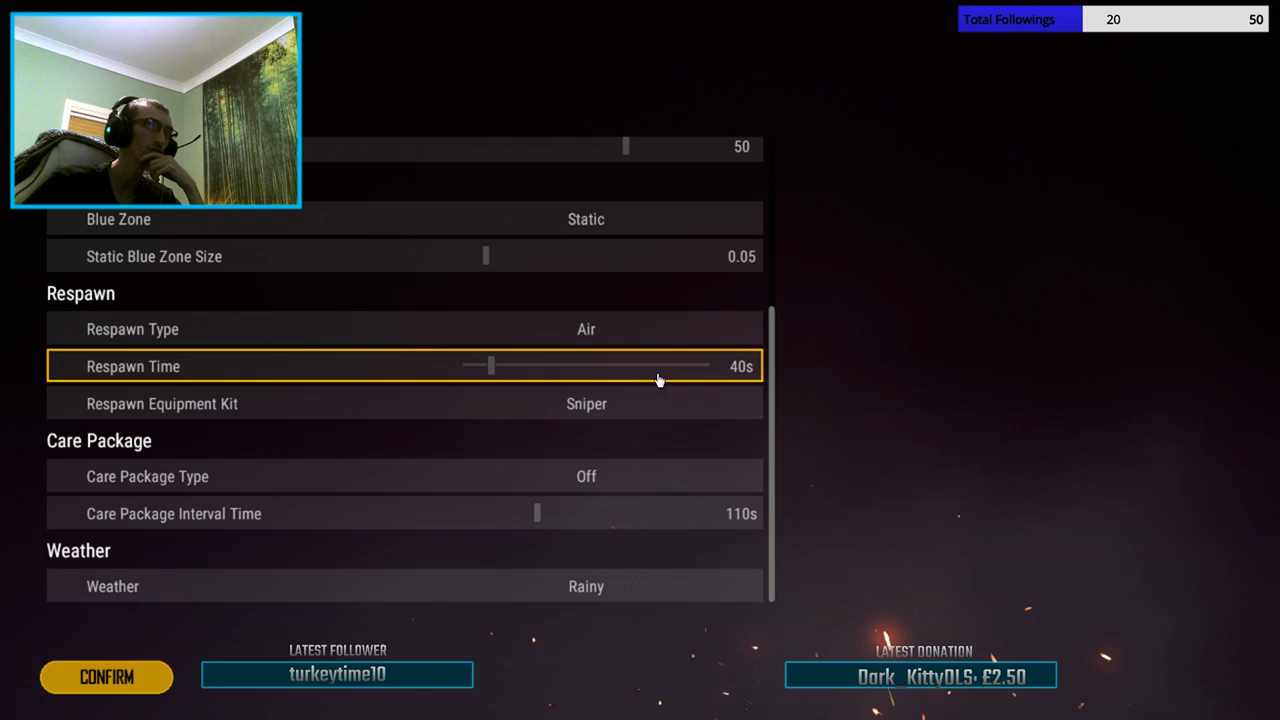 Total Followings 20 50
50
Blue Zone Static
Static Blue Zone Size 0.05
Respawn
Respawn Type Air
Respawn Time 40s
Respawn Equipment Kit Sniper
Care Package
Care Package Type Off
Care Package Interval Time 110s
Weather
Weather Rainy
CONFIRM
LATEST FOLLOWER
turkeytime10
LATEST DONATION
Dark_KittyDLS: £2.50